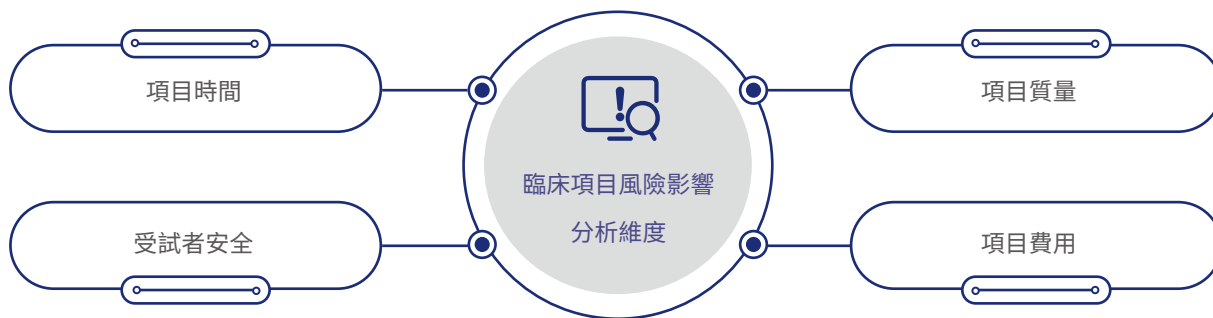 項目時間
項目質量
臨床項目風險影響
分析維度
受試者安全
項目費用